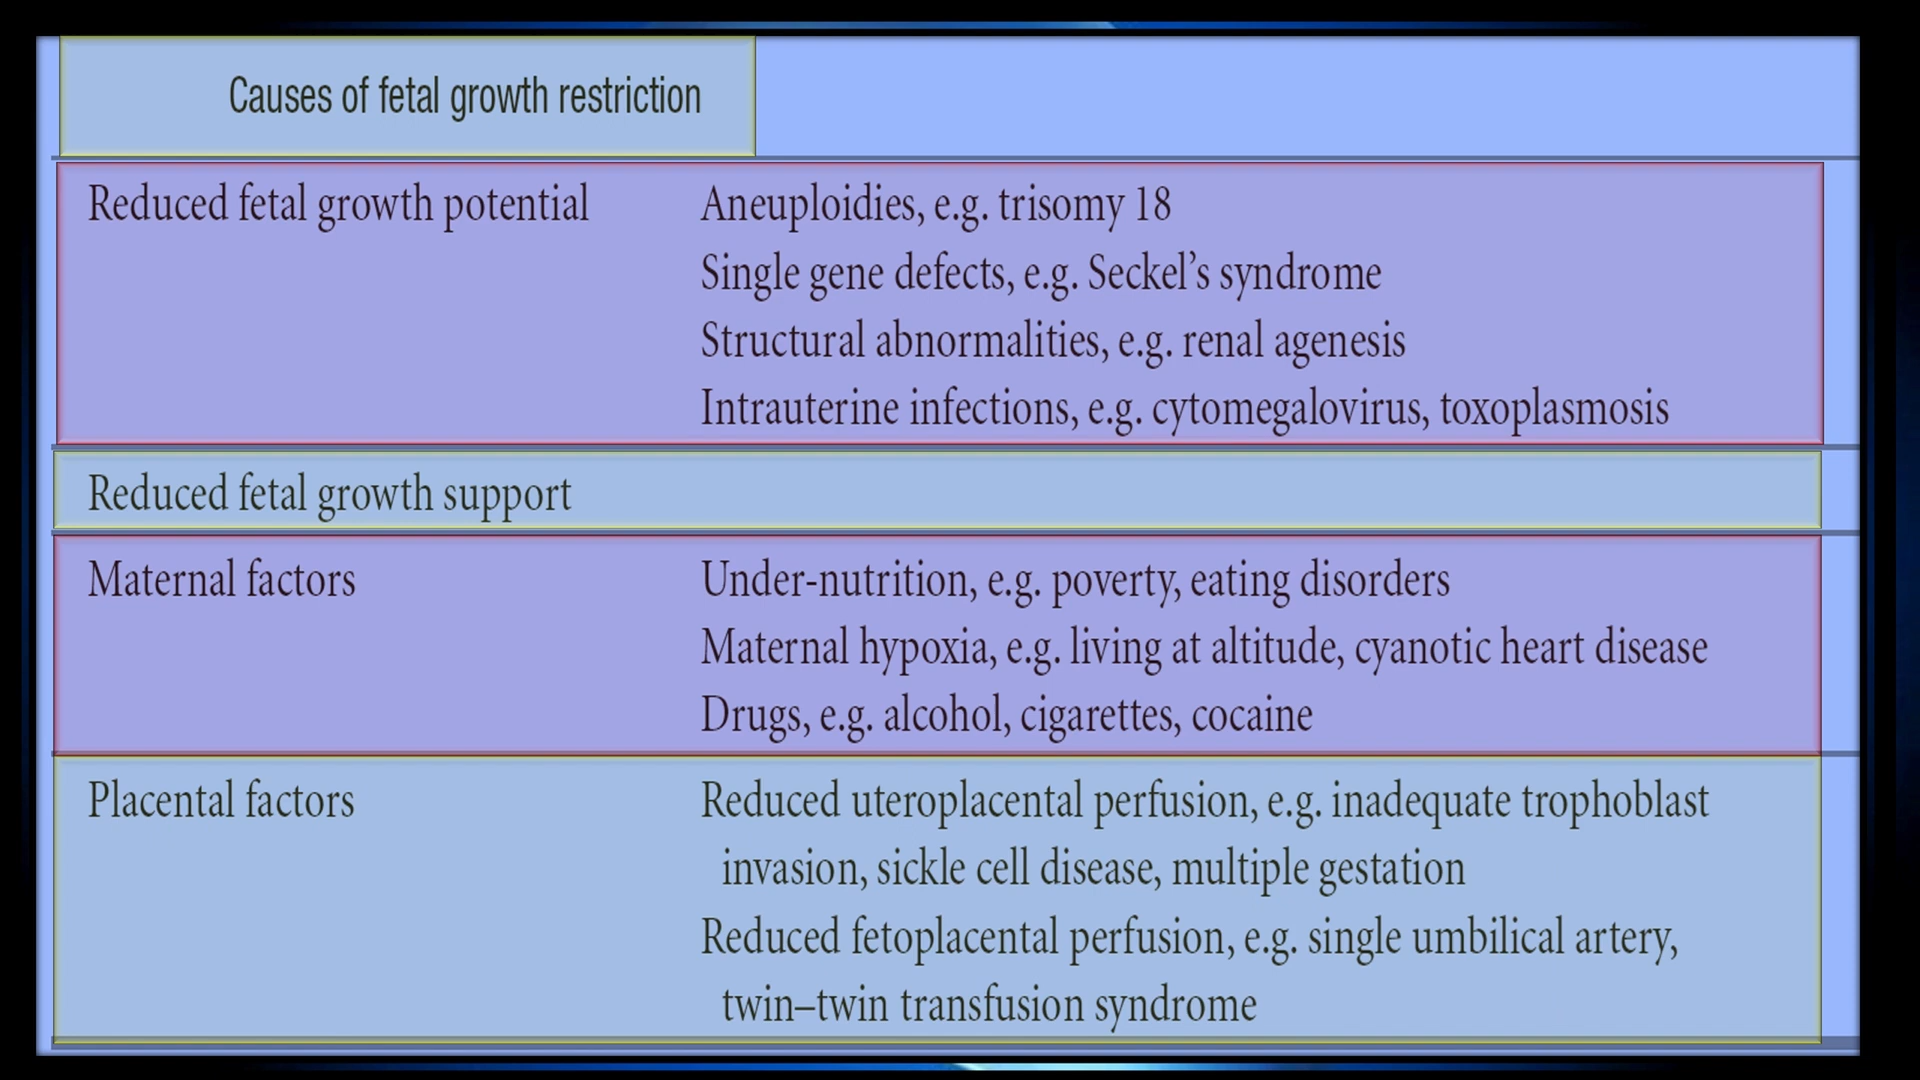 Causes of fetal growth restriction
Reduced fetal growth potential
Aneuploidies, e.g. trisomy 18
Single gene defects, e.g. Seckel’s syndrome
Structural abnormalities, e.g. renal agenesis
Intrauterine infections, e.g. cytomegalovirus, toxoplasmosis
Reduced fetal growth support
Maternal factors
Under-nutrition, e.g. poverty, eating disorders
Maternal hypoxia, e.g. living at altitude, cyanotic heart disease
Drugs, e.g. alcohol, cigarettes, cocaine
Placental factors
Reduced uteroplacental perfusion, e.g. inadequate trophoblast
invasion, sickle cell disease, multiple gestation
Reduced fetoplacental perfusion, e.g. single umbilical artery,
twin–twin transfusion syndrome